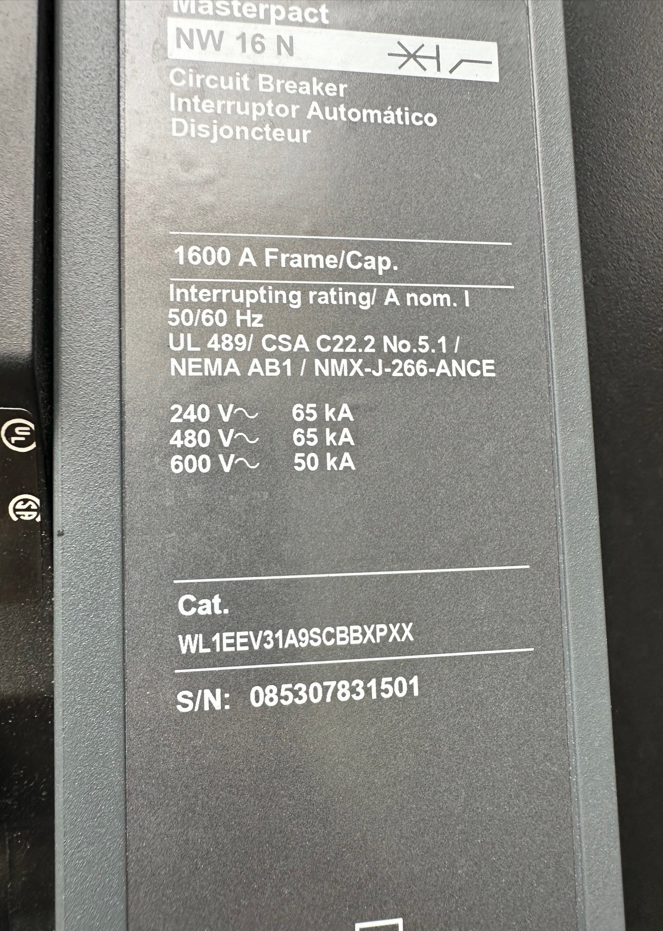 Masterpact
NW 16 N
Circuit Breaker
Interruptor Automático
Disjoncteur
1600 A Frame/Cap.
Interrupting rating/ A nom. I
50/60 Hz
UL 489/ CSA C22.2 No.5.1 /
NEMA AB1 / NMX-J-266-ANCE
240 V~ 65 kA
480 V~ 65 kA
600 V~ 50 kA
Cat.
WL1EEV31A9SCBBXPXX
S/N: 085307831501
UL
SA